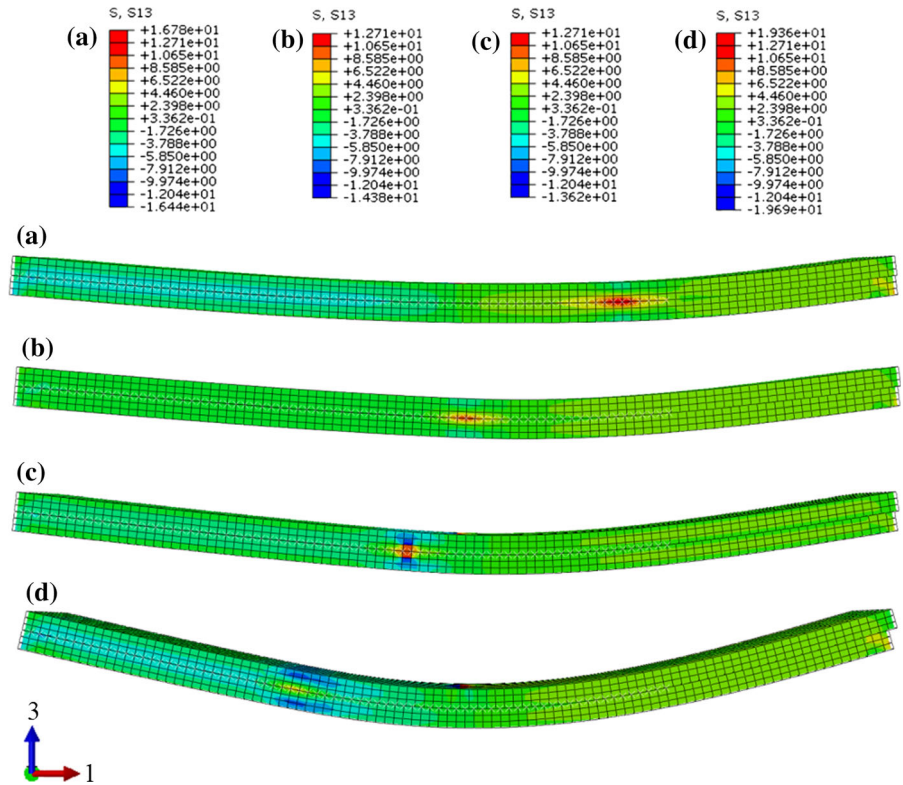 (a)
S, S13
+1.678e+01
+1.271e+01
+1.065e+01
+8.585e+00
+6.522e+00
+4.460e+00
+2.398e+00
+3.362e-01
-1.726e+00
-3.788e+00
-5.850e+00
-7.912e+00
-9.974e+00
-1.204e+01
-1.644e+01
(b)
S, S13
+1.271e+01
+1.065e+01
+8.585e+00
+6.522e+00
+4.460e+00
+2.398e+00
+3.362e-01
-1.726e+00
-3.788e+00
-5.850e+00
-7.912e+00
-9.974e+00
-1.204e+01
-1.438e+01
(c)
S, S13
+1.271e+01
+1.065e+01
+8.585e+00
+6.522e+00
+4.460e+00
+2.398e+00
+3.362e-01
-1.726e+00
-3.788e+00
-5.850e+00
-7.912e+00
-9.974e+00
-1.204e+01
-1.362e+01
(d)
S, S13
+1.936e+01
+1.271e+01
+1.065e+01
+8.585e+00
+6.522e+00
+4.460e+00
+2.398e+00
+3.362e-01
-1.726e+00
-3.788e+00
-5.850e+00
-7.912e+00
-9.974e+00
-1.204e+01
-1.969e+01
(a)
(b)
(c)
(d)
3
1